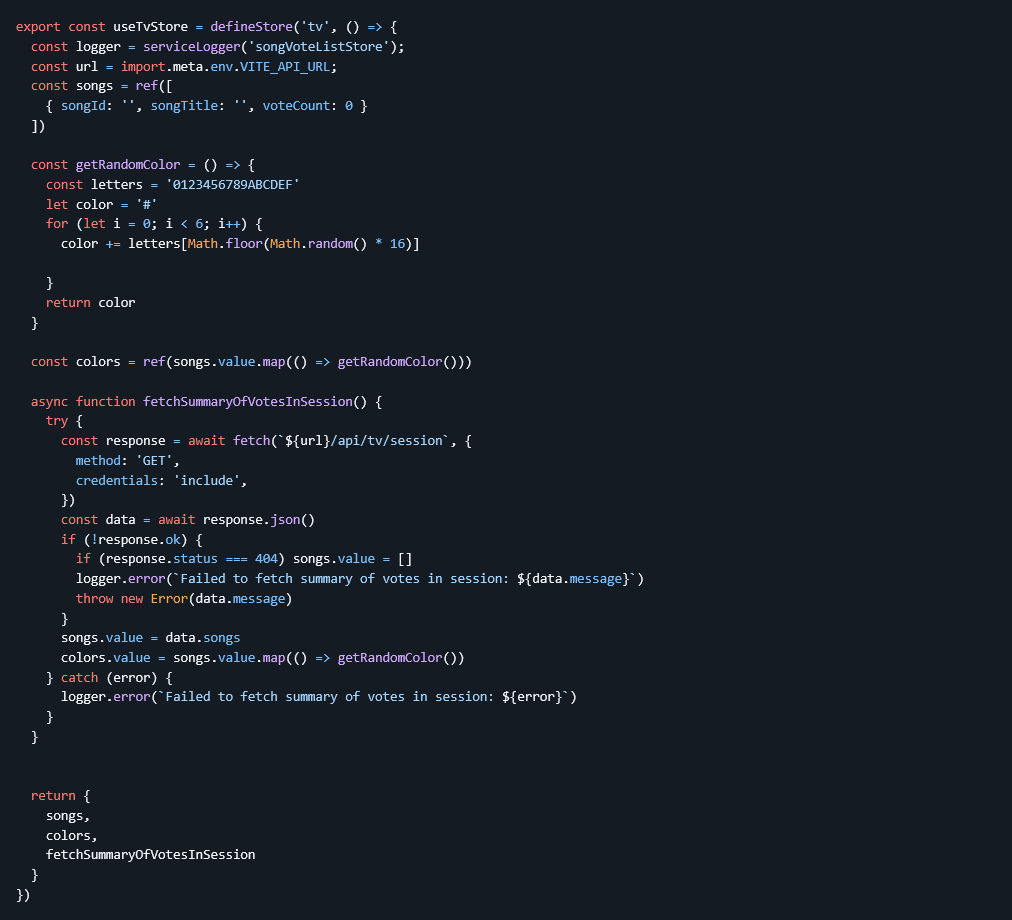 export const useTvStore = defineStore('tv', () => {
  const logger = serviceLogger('songVoteListStore');
  const url = import.meta.env.VITE_API_URL;
  const songs = ref([
    { songId: '', songTitle: '', voteCount: 0 }
  ])

  const getRandomColor = () => {
    const letters = '0123456789ABCDEF'
    let color = '#'
    for (let i = 0; i < 6; i++) {
      color += letters[Math.floor(Math.random() * 16)]

    }
    return color
  }

  const colors = ref(songs.value.map(() => getRandomColor()))

  async function fetchSummaryOfVotesInSession() {
    try {
      const response = await fetch(`${url}/api/tv/session`, {
        method: 'GET',
        credentials: 'include',
      })
      const data = await response.json()
      if (!response.ok) {
        if (response.status === 404) songs.value = []
        logger.error(`Failed to fetch summary of votes in session: ${data.message}`)
        throw new Error(data.message)
      }
      songs.value = data.songs
      colors.value = songs.value.map(() => getRandomColor())
    } catch (error) {
      logger.error(`Failed to fetch summary of votes in session: ${error}`)
    }
  }


  return {
    songs,
    colors,
    fetchSummaryOfVotesInSession
  }
})